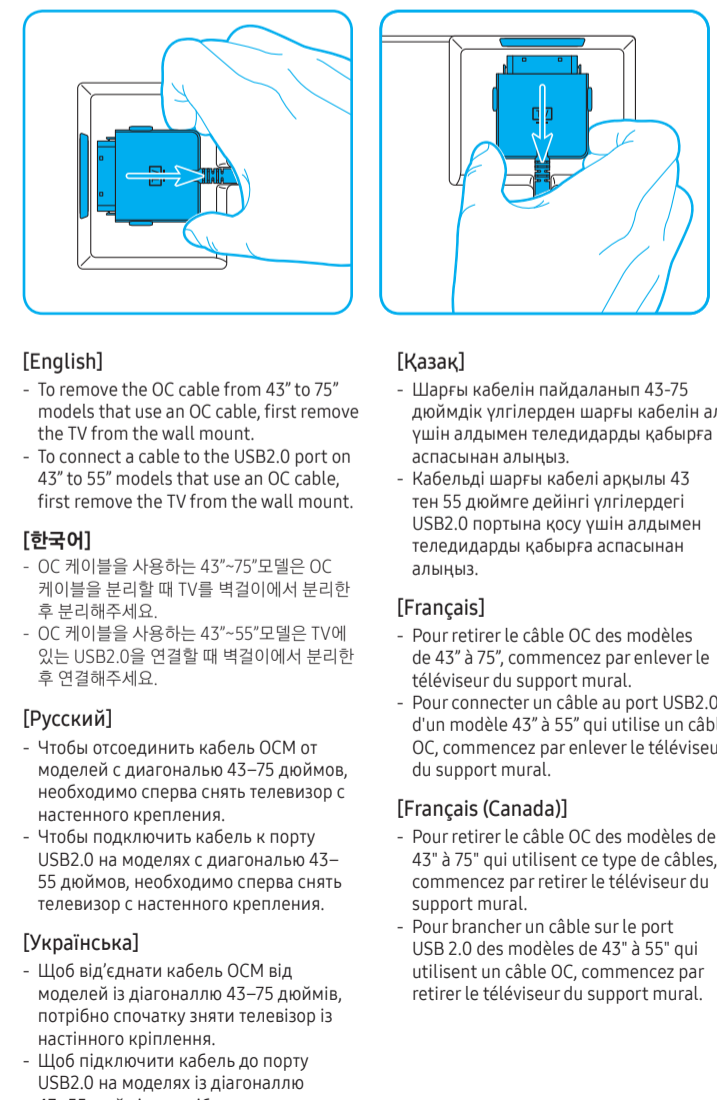 [English]
- To remove the OC cable from 43” to 75”
models that use an OC cable, first remove
the TV from the wall mount.
- To connect a cable to the USB2.0 port on
43” to 55” models that use an OC cable,
first remove the TV from the wall mount.
[한국어]
- OC 케이블을 사용하는 43”~75”모델은 OC
케이블을 분리할 때 TV를 벽걸이에서 분리한
후 분리해주세요.
- OC 케이블을 사용하는 43”~55”모델은 TV에
있는 USB2.0을 연결할 때 벽걸이에서 분리한
후 연결해주세요.
[Русский]
- Чтобы отсоединить кабель OCM от
моделей с диагональю 43–75 дюймов,
необходимо сперва снять телевизор с
настенного крепления.
- Чтобы подключить кабель к порту
USB2.0 на моделях с диагональю 43–
55 дюймов, необходимо сперва снять
телевизор с настенного крепления.
[Українська]
- Щоб від’єднати кабель OCM від
моделей із діагоналлю 43–75 дюймів,
потрібно спочатку зняти телевізор із
настінного кріплення.
- Щоб підключити кабель до порту
USB2.0 на моделях із діагоналлю
[Қазақ]
- Шарғы кабелін пайдаланып 43-75
дюймдік үлгілерден шарғы кабелін
үшін алдымен теледидарды қабырға
аспасынан алыңыз.
- Кабельді шарғы кабелі арқылы 43
тен 55 дюймге дейінгі үлгілердегі
USB2.0 портына қосу үшін алдымен
теледидарды қабырға аспасынан
алыңыз.
[Français]
- Pour retirer le câble OC des modèles
de 43” à 75”, commencez par enlever le
téléviseur du support mural.
- Pour connecter un câble au port USB2.0
d'un modèle 43” à 55” qui utilise un
OC, commencez par enlever le
du support mural.
[Français (Canada)]
- Pour retirer le câble OC des modèles de
43" à 75" qui utilisent ce type de câbles,
commencez par retirer le téléviseur du
support mural.
- Pour brancher un câble sur le port
USB 2.0 des modèles de 43" à 55" qui
utilisent un câble OC, commencez par
retirer le téléviseur du support mural.